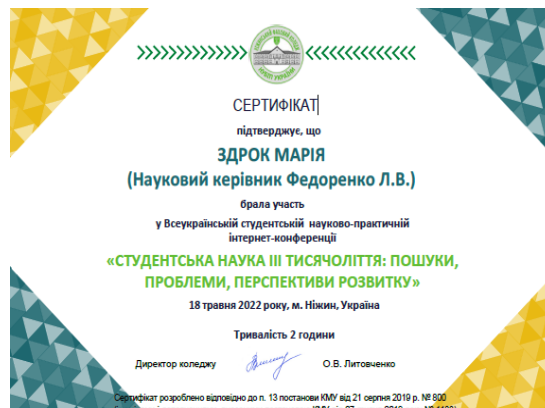 СЕРТИФІКАТ
підтверджує, що
ЗДРОК МАРІЯ
(Науковий керівник Федоренко Л.В.)
брала участь
у Всеукраїнській студентській науково-практичній
інтернет-конференції
«СТУДЕНТСЬКА НАУКА ІІІ ТИСЯЧОЛІТТЯ: ПОШУКИ,
ПРОБЛЕМИ, ПЕРСПЕКТИВИ РОЗВИТКУ»
18 травня 2022 року, м. Ніжин, Україна
Тривалість 2 години
Директор коледжу О.В. Литовченко
Сертифікат розроблено відповідно до п. 13 постанови КМУ від 21 серпня 2019 р. № 800